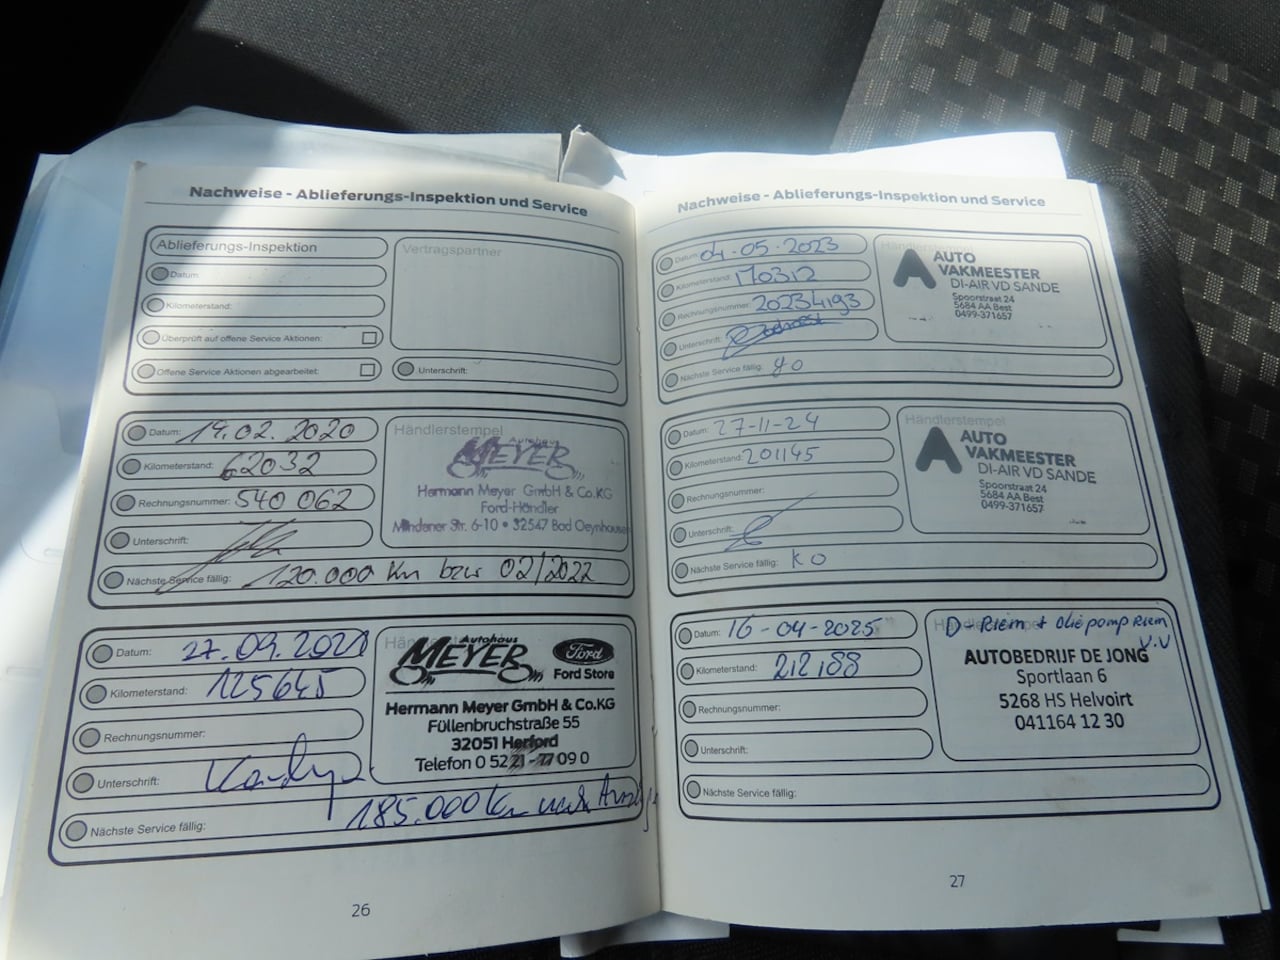 Nachweise - Ablieferungs-Inspektion und Service
Ablieferungs-Inspektion
Datum:
Kilometerstand:
Überprüft auf offene Service Aktionen:
Offene Service Aktionen abgearbeitet:
Vertragspartner
Unterschrift:
Datum: 19.02.2020
Kilometerstand: 62032
Rechnungsnummer: 540 062
Unterschrift:
Nächste Service fällig: 120.000 km bzw 02/2022
Händlerstempel
Autohaus
MEYER
Hermann Meyer GmbH & Co.KG
Ford-Händler
Mindener Str. 6-10 • 32547 Bad Oeynhausen
Datum: 27.09.2021
Kilometerstand: 125645
Rechnungsnummer:
Unterschrift:
Nächste Service fällig: 185.000 km nach
Autohaus
MEYER
Ford
Ford Store
Hermann Meyer GmbH & Co.KG
Füllenbruchstraße 55
32051 Herford
Telefon 0 52 21 - 77 09 0
26
Nachweise - Ablieferungs-Inspektion und Service
Datum: 04-05-2023
Kilometerstand: 170312
Rechnungsnummer: 20234193
Unterschrift:
Nächste Service fällig:
Händlerstempel
AUTO
VAKMEESTER
DI-AIR VD SANDE
Spoorstraat 24
5684 AA Best
0499-371657
Datum: 27-11-24
Kilometerstand: 201145
Rechnungsnummer:
Unterschrift:
Nächste Service fällig:
Händlerstempel
AUTO
VAKMEESTER
DI-AIR VD SANDE
Spoorstraat 24
5684 AA Best
0499-371657
Datum: 16-04-2025
Kilometerstand: 212188
Rechnungsnummer:
Unterschrift:
Nächste Service fällig:
D-Riem + oliepomp Riem
V.V
AUTOBEDRIJF DE JONG
Sportlaan 6
5268 HS Helvoirt
041164 12 30
27